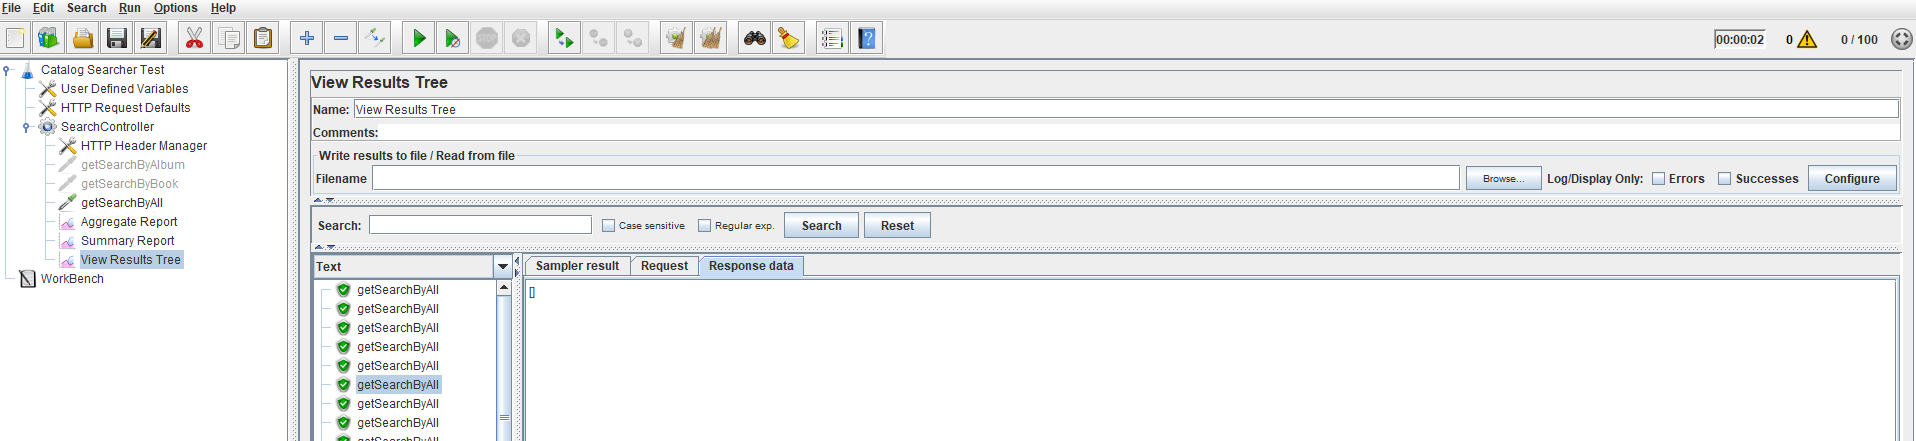 File Edit Search Run Options Help
00:00:02 0 0 / 100
Catalog Searcher Test
User Defined Variables
HTTP Request Defaults
SearchController
HTTP Header Manager
getSearchByAlbum
getSearchByBook
getSearchByAll
Aggregate Report
Summary Report
View Results Tree
WorkBench
View Results Tree
Name: View Results Tree
Comments:
Write results to file / Read from file
Filename Browse... Log/Display Only: Errors Successes Configure
Search: Case sensitive Regular exp. Search Reset
Text
Sampler result Request Response data
getSearchByAll
getSearchByAll
getSearchByAll
getSearchByAll
getSearchByAll
getSearchByAll
getSearchByAll
getSearchByAll
getSearchByAll
[]